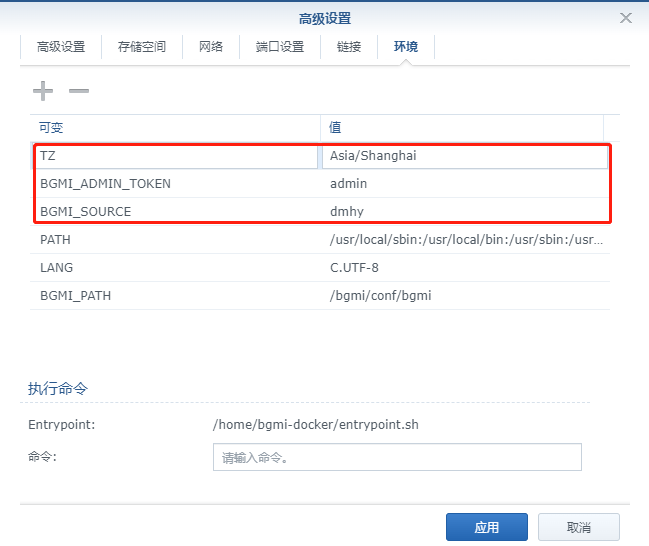 高级设置
高级设置 存储空间 网络 端口设置 链接 环境
可变 值
TZ Asia/Shanghai
BGMI_ADMIN_TOKEN admin
BGMI_SOURCE dmhy
PATH /usr/local/sbin:/usr/local/bin:/usr/sbin:/usr...
LANG C.UTF-8
BGMI_PATH /bgmi/conf/bgmi
执行命令
Entrypoint: /home/bgmi-docker/entrypoint.sh
命令: 请输入命令。
应用 取消